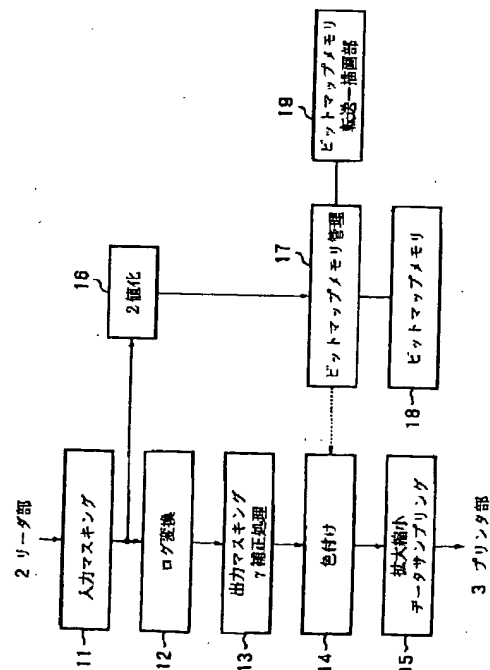 2 リーダ部
11
入力マスキング
12
ログ変換
13
出力マスキング
γ補正処理
14
色付け
15
拡大縮小
データサンプリング
3 プリンタ部
16
2値化
17
ビットマップメモリ管理
18
ビットマップメモリ
19
ビットマップメモリ
転送―描画部